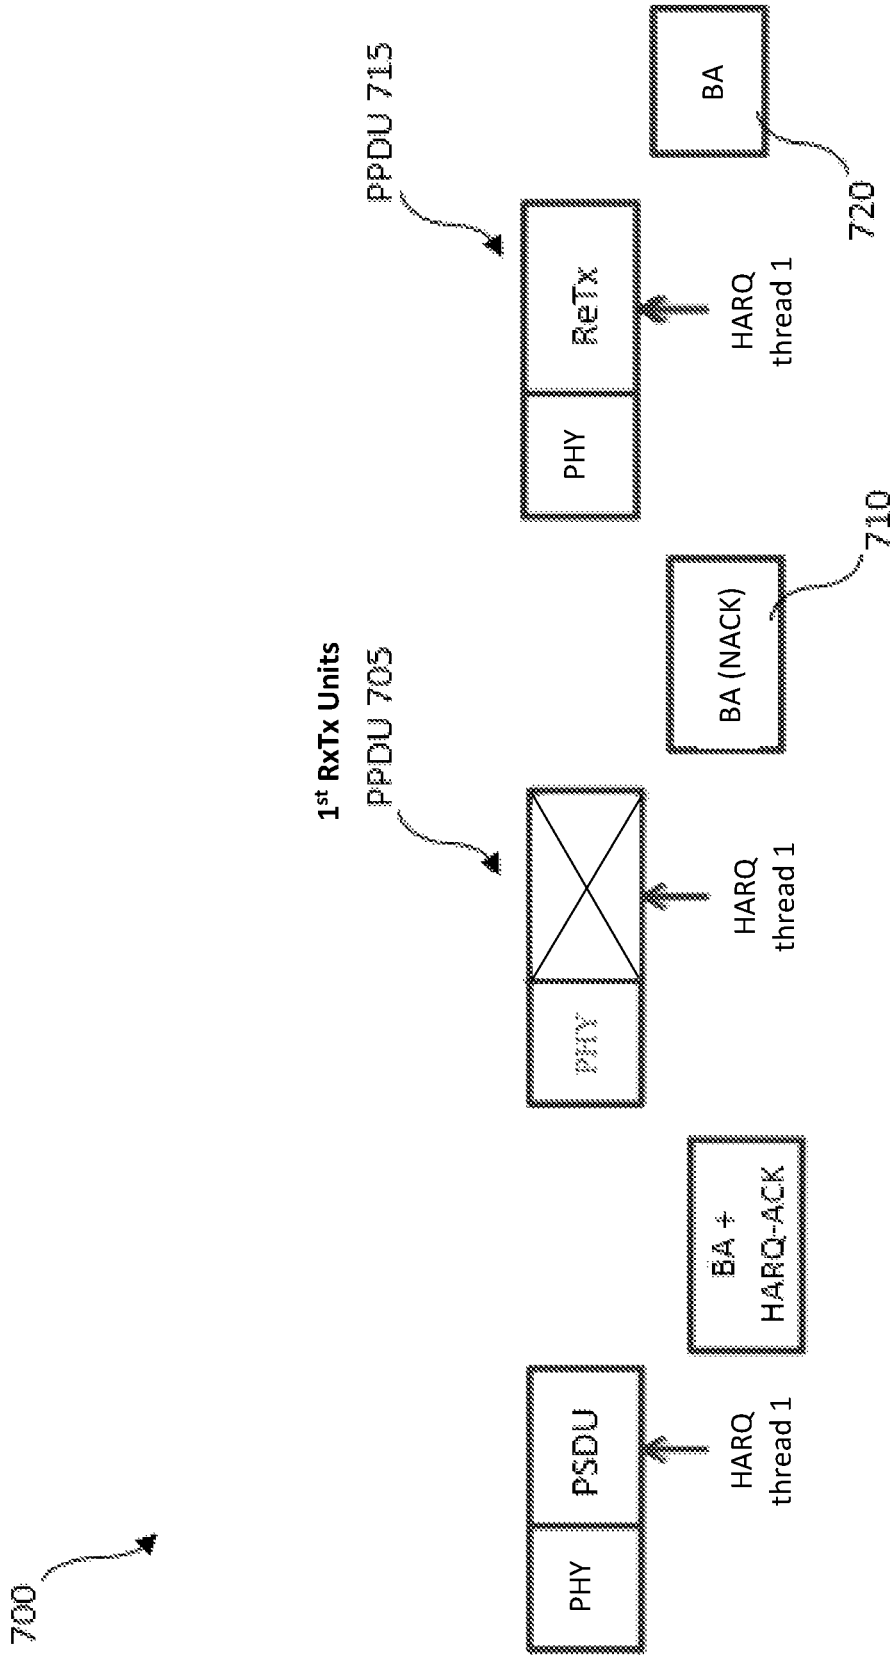 700
PHY
PSDU
HARQ
thread 1
BA +
HARQ-ACK
1st RxTx Units
PPDU 705
PHY
HARQ
thread 1
BA (NACK)
710
PPDU 715
PHY
ReTx
HARQ
thread 1
BA
720